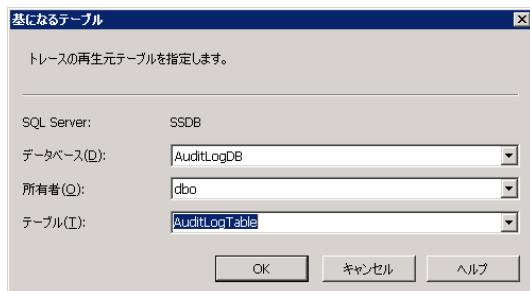 基になるテーブル
トレースの再生元テーブルを指定します。
SQL Server: SSDB
データベース(D): AuditLogDB
所有者(O): dbo
テーブル(T): AuditLogTable
OK キャンセル ヘルプ